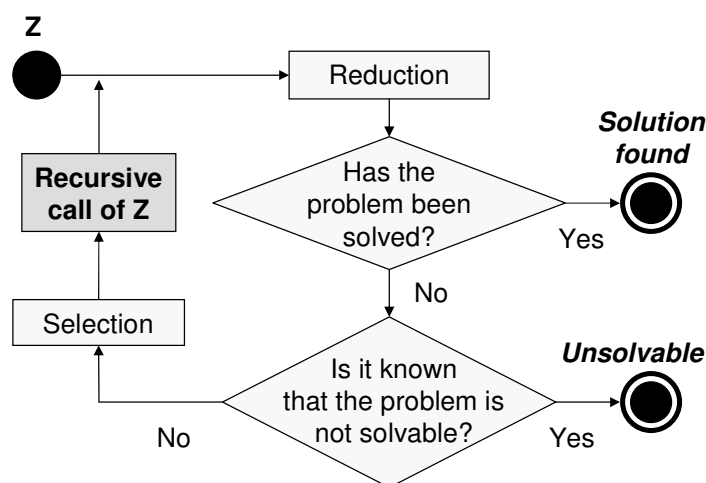 Z
Reduction
Solution
found
Has the
problem been
solved?
Yes
Recursive
call of Z
No
Selection
Unsolvable
Is it known
that the problem is
not solvable?
No
Yes